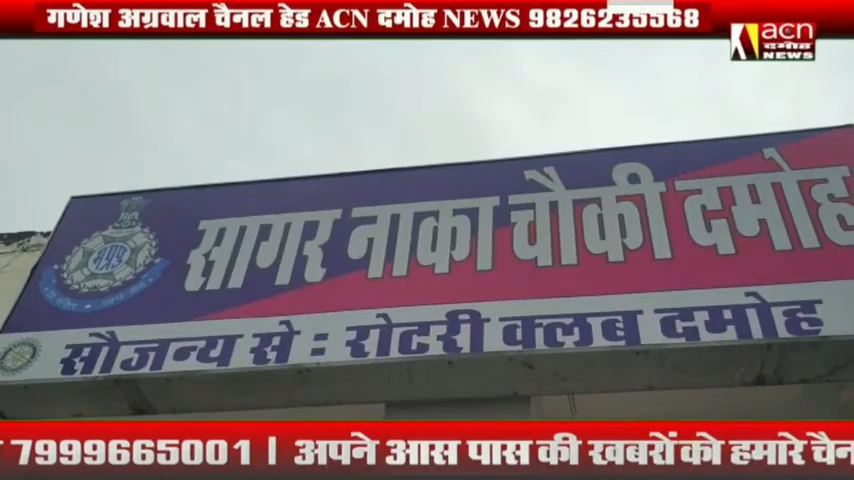 गणेश अग्रवाल चैनल हेड ACN दमोह NEWS 9826235568
acn
दमोह
NEWS
सागर नाका चौकी दमोह
म.प्र.पु.
सौजन्य से : रोटरी क्लब दमोह
7999665001 । अपने आस पास की खबरों को हमारे